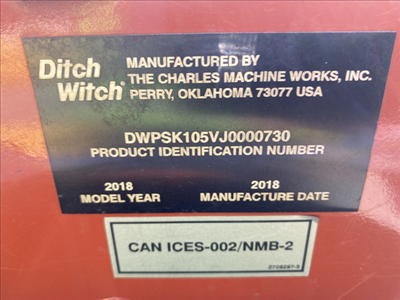 Ditch Witch®
MANUFACTURED BY
THE CHARLES MACHINE WORKS, INC.
PERRY, OKLAHOMA 73077 USA
DWPSK105VJ0000730
PRODUCT IDENTIFICATION NUMBER
2018
MODEL YEAR
2018
MANUFACTURE DATE
CAN ICES-002/NMB-2